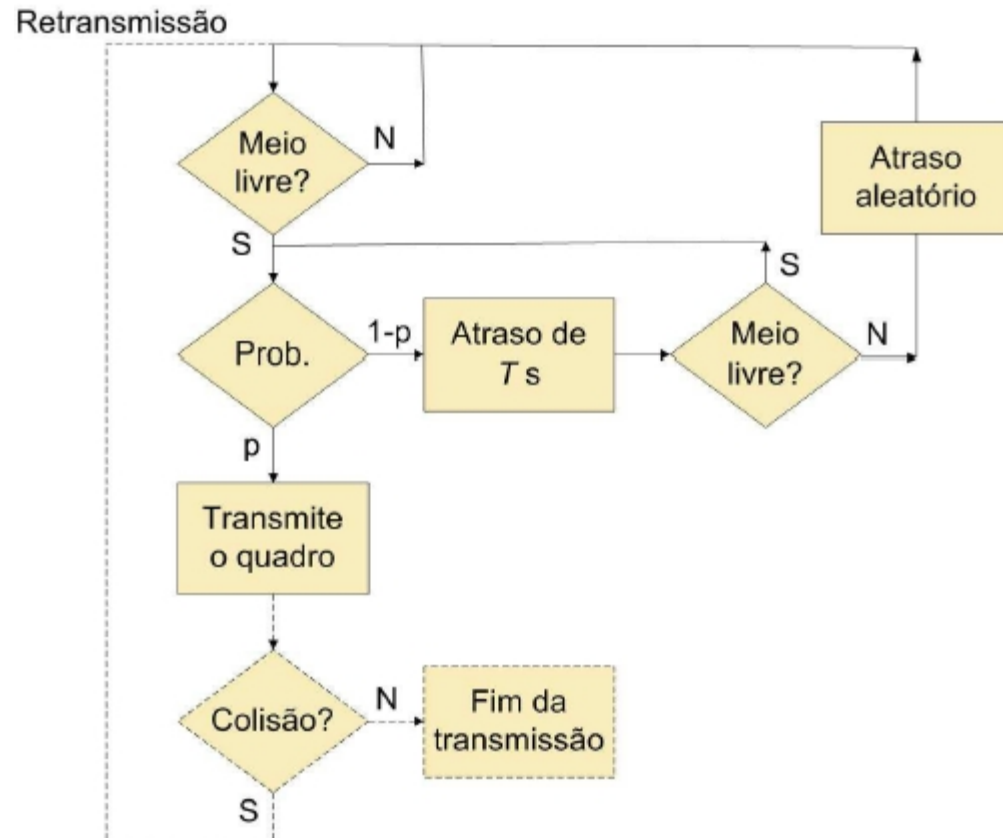 Retransmissão
Meio
livre?
N
Atraso
aleatório
S
S
Prob.
1-p
Atraso de
T s
Meio
livre?
N
p
Transmite
o quadro
Colisão?
N
Fim da
transmissão
S